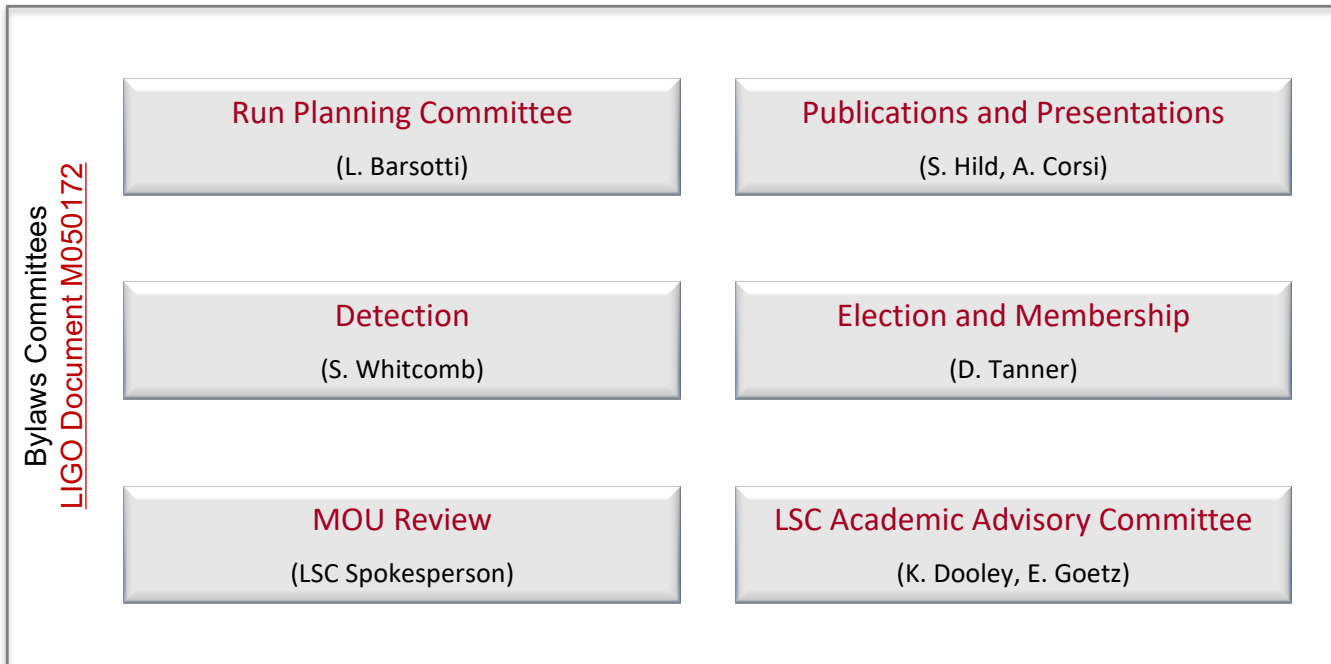 Bylaws Committees
LIGO Document M050172
Run Planning Committee
(L. Barsotti)
Publications and Presentations
(S. Hild, A. Corsi)
Detection
(S. Whitcomb)
Election and Membership
(D. Tanner)
MOU Review
(LSC Spokesperson)
LSC Academic Advisory Committee
(K. Dooley, E. Goetz)